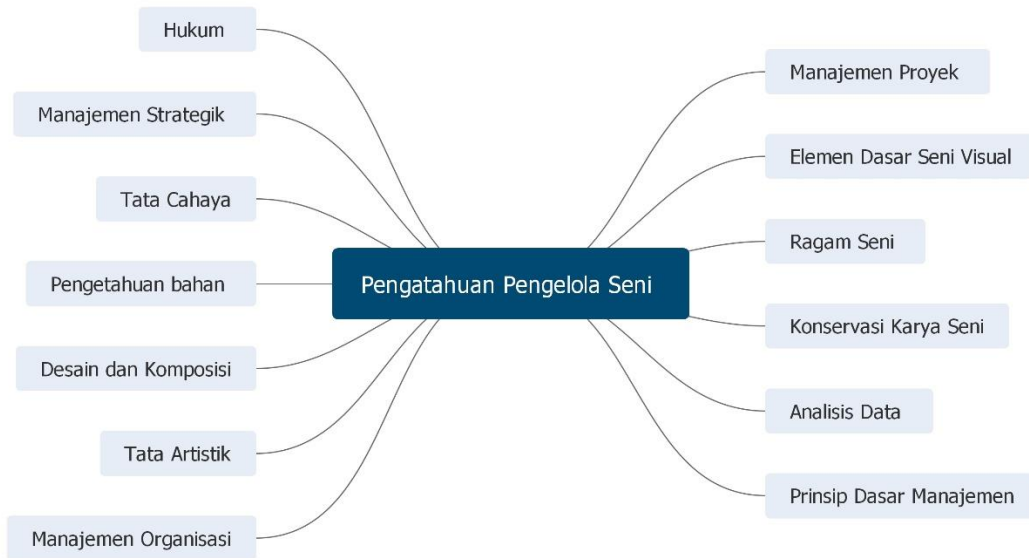 Hukum
Manajemen Strategik
Tata Cahaya
Pengetahuan bahan
Desain dan Komposisi
Tata Artistik
Manajemen Organisasi
Pengatahuan Pengelola Seni
Manajemen Proyek
Elemen Dasar Seni Visual
Ragam Seni
Konservasi Karya Seni
Analisis Data
Prinsip Dasar Manajemen